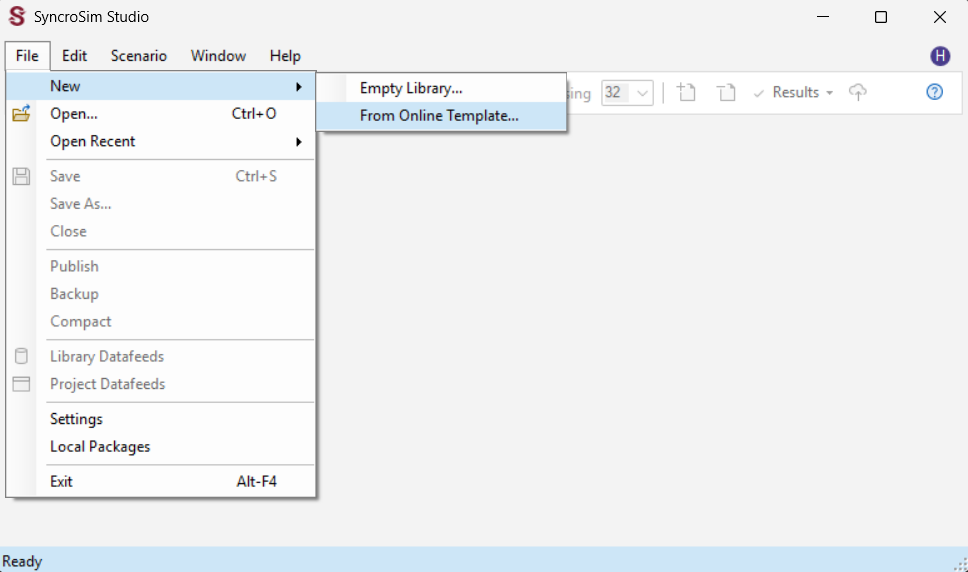 SyncroSim Studio
File Edit Scenario Window Help
H
New
Empty Library...
32
Results
From Online Template...
Open... Ctrl+O
Open Recent
Save Ctrl+S
Save As...
Close
Publish
Backup
Compact
Library Datafeeds
Project Datafeeds
Settings
Local Packages
Exit Alt-F4
Ready